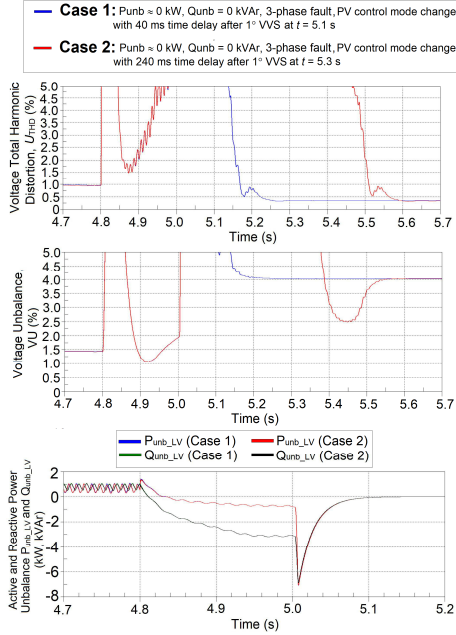 Case 1: Punb ≈ 0 kW, Qunb = 0 kVAr, 3-phase fault, PV control mode change
with 40 ms time delay after 1° VVS at t = 5.1 s
Case 2: Punb ≈ 0 kW, Qunb = 0 kVAr, 3-phase fault, PV control mode change
with 240 ms time delay after 1° VVS at t = 5.3 s
Voltage Total Harmonic
Distortion, UTHD (%)
5.0
4.5
4.0
3.5
3.0
2.5
2.0
1.5
1.0
0.5
0.0
4.7 4.8 4.9 5.0 5.1 5.2 5.3 5.4 5.5 5.6 5.7
Time (s)
Voltage Unbalance,
VU (%)
5.0
4.5
4.0
3.5
3.0
2.5
2.0
1.5
1.0
0.5
0.0
4.7 4.8 4.9 5.0 5.1 5.2 5.3 5.4 5.5 5.6 5.7
Time (s)
Punb_LV (Case 1) Punb_LV (Case 2)
Qunb_LV (Case 1) Qunb_LV (Case 2)
Active and Reactive Power
Unbalance Punb_LV and Qunb_LV
(kW, kVAr)
2
0
-2
-4
-6
-8
4.7 4.8 4.9 5.0 5.1 5.2
Time (s)